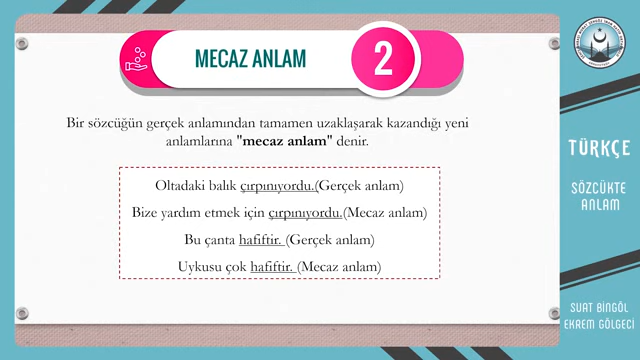 MECAZ ANLAM
2
Bir sözcüğün gerçek anlamından tamamen uzaklaşarak kazandığı yeni
anlamlarına "mecaz anlam" denir.
Oltadaki balık çırpınıyordu.(Gerçek anlam)
Bize yardım etmek için çırpınıyordu.(Mecaz anlam)
Bu çanta hafiftir. (Gerçek anlam)
Uykusu çok hafiftir. (Mecaz anlam)
TÜRKÇE
SÖZCÜKTE
ANLAM
SUAT BİNGÖL
EKREM GÖLGECİ